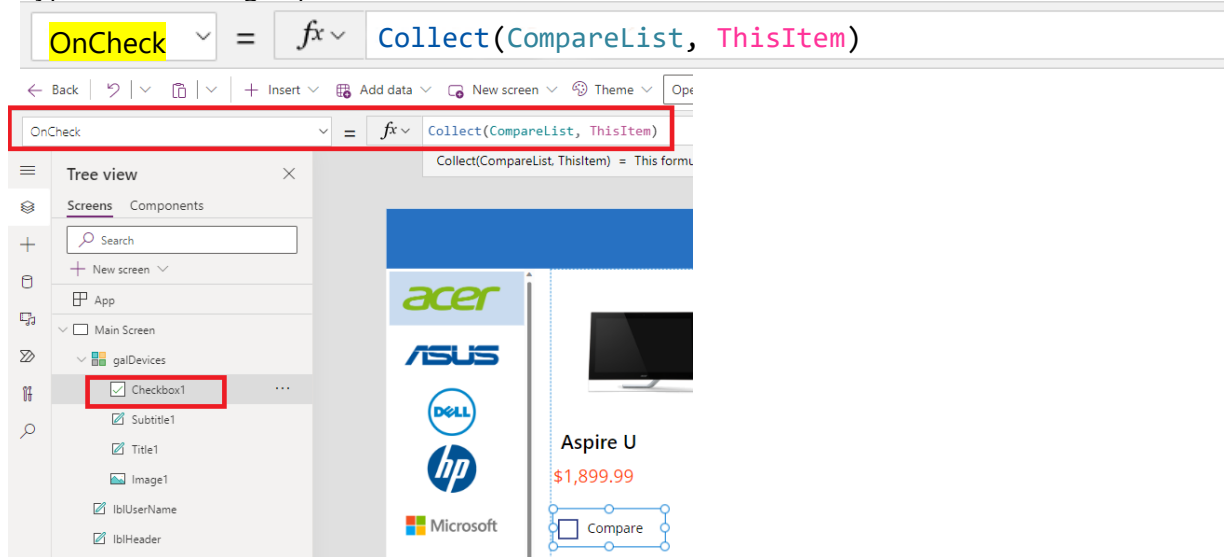 OnCheck = fx Collect(CompareList, ThisItem)
Back Insert Add data New screen Theme Ope
OnCheck = fx Collect(CompareList, ThisItem)
Collect(CompareList, ThisItem) = This formu
Tree view
Screens Components
Search
New screen
App
Main Screen
galDevices
Checkbox1 ...
Subtitle1
Title1
Image1
lblUserName
lblHeader
acer
ASUS
DELL
hp
Microsoft
Aspire U
$1,899.99
Compare